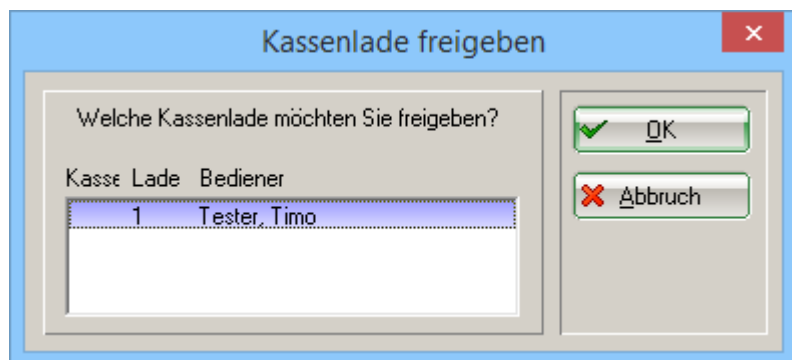 Kassenlade freigeben
Welche Kassenlade möchten Sie freigeben?
OK
Kasse Lade Bediener
Abbruch
1 Tester, Timo